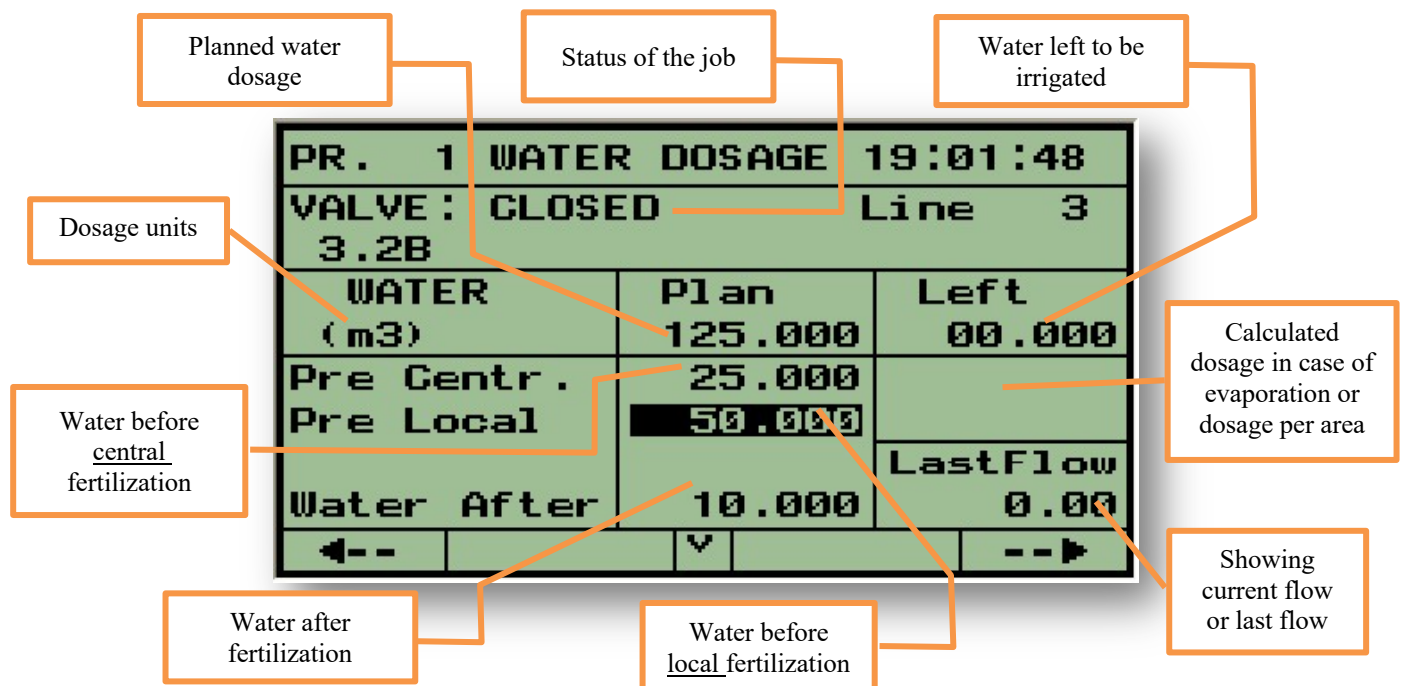 Planned water
dosage
Status of the job
Water left to be
irrigated
PR. 1 WATER DOSAGE 19:01:48
VALVE: CLOSED Line 3
3.2B
Dosage units
WATER Plan Left
(m3) 125.000 00.000
Pre Centr. 25.000
Pre Local 50.000
LastFlow
Water After 10.000 0.00
◄-- v --►
Calculated
dosage in case of
evaporation or
dosage per area
Water before
central
fertilization
Showing
current flow
or last flow
Water after
fertilization
Water before
local fertilization